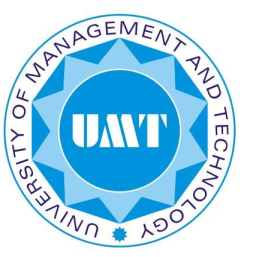 UNIVERSITY OF MANAGEMENT AND TECHNOLOGY
UMT